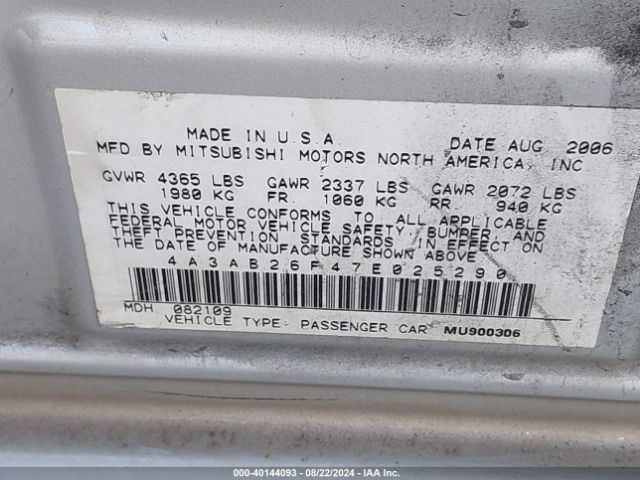 MADE IN U.S.A. DATE AUG. 2006
MFD BY MITSUBISHI MOTORS NORTH AMERICA, INC
GVWR 4365 LBS GAWR 2337 LBS GAWR 2072 LBS
1980 KG FR. 1060 KG RR. 940 KG
THIS VEHICLE CONFORMS TO ALL APPLICABLE
FEDERAL MOTOR VEHICLE SAFETY, BUMPER, AND
THEFT PREVENTION STANDARDS IN EFFECT ON
THE DATE OF MANUFACTURE SHOWN ABOVE.
4A3AB26F47E025290
MDH 082109
VEHICLE TYPE: PASSENGER CAR MU900306
000-40144093 - 08/22/2024 - IAA Inc.